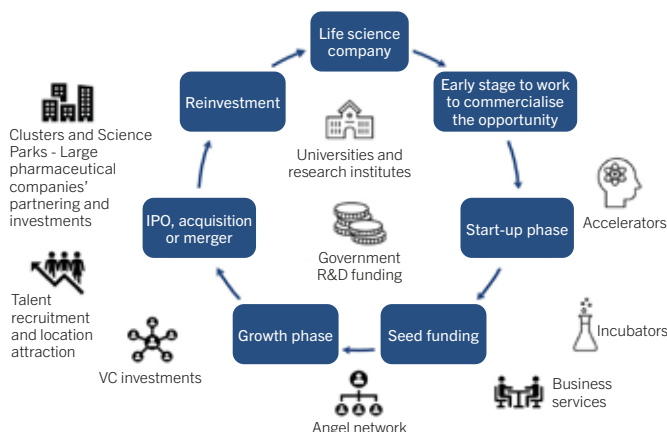 Life science
company
Early stage to work
to commercialise
the opportunity
Start-up phase
Seed funding
Growth phase
IPO, acquisition
or merger
Reinvestment
Universities and
research institutes
Government
R&D funding
Accelerators
Incubators
Business
services
Angel network
VC investments
Talent
recruitment
and location
attraction
Clusters and Science
Parks - Large
pharmaceutical
companies'
partnering and
investments